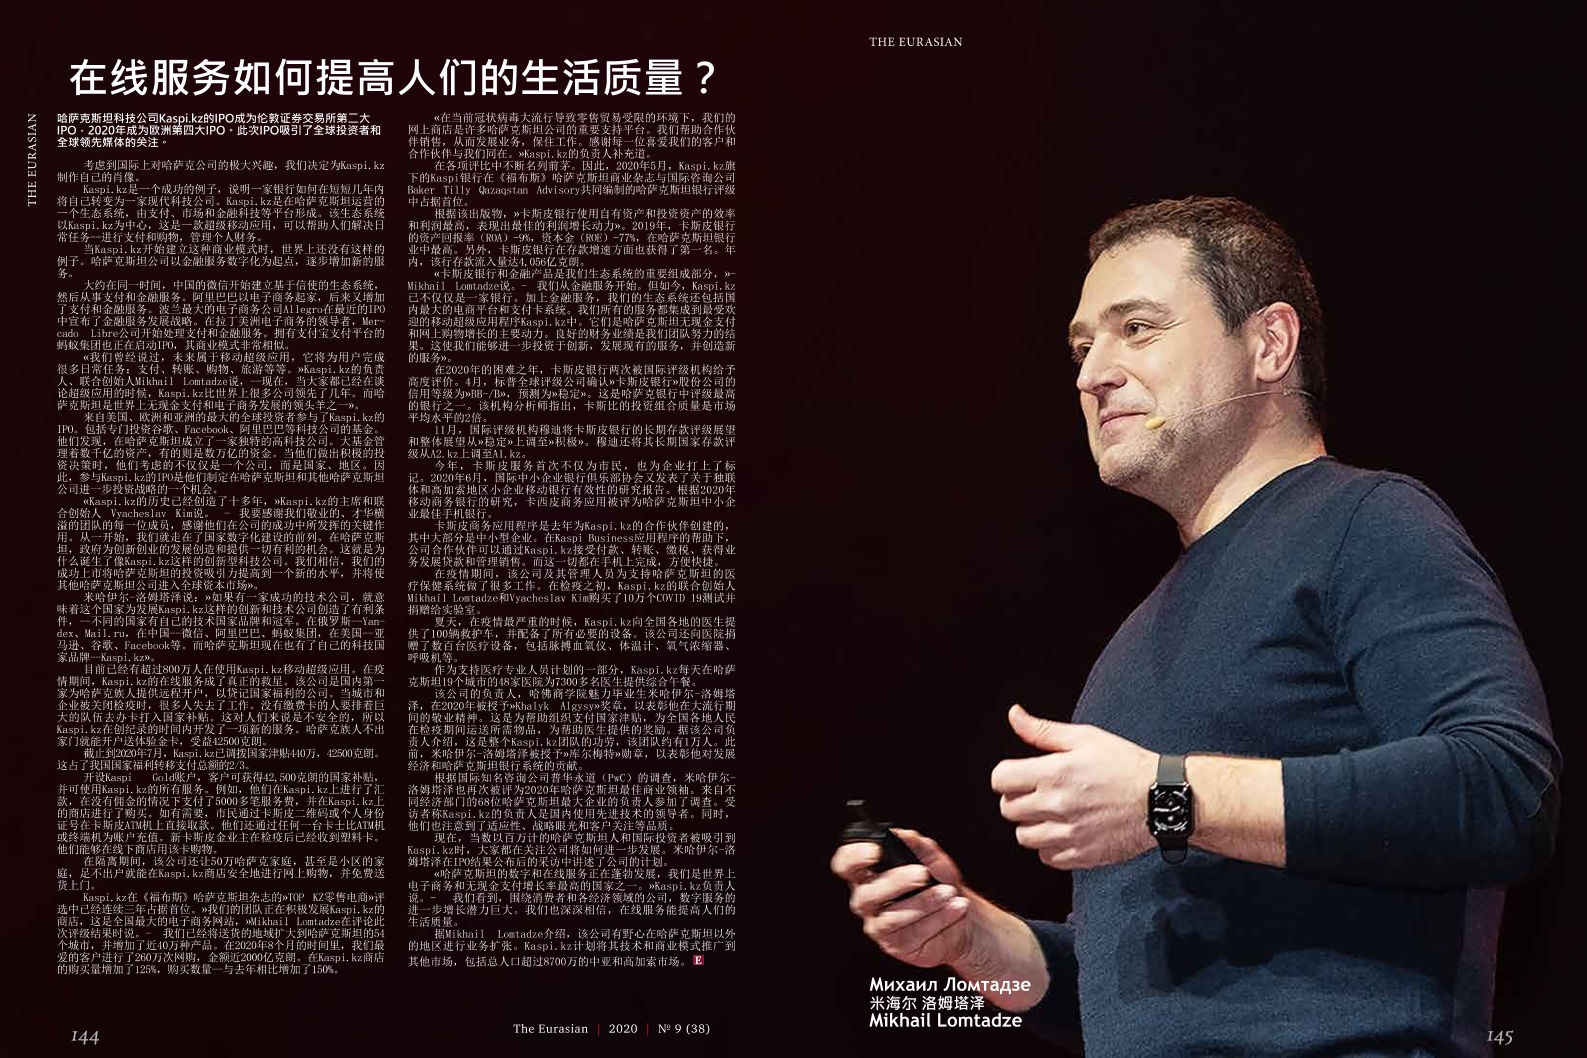 THE EURASIAN
在线服务如何提高人们的生活质量？
THE EURASIAN
哈萨克斯坦科技公司Kaspi.kz的IPO成为伦敦证券交易所第二大
IPO，2020年成为欧洲第四大IPO。此次IPO吸引了全球投资者和
全球领先媒体的关注。
考虑到国际上对哈萨克公司的极大兴趣，我们决定为Kaspi.kz
制作自己的肖像。
Kaspi.kz是一个成功的例子，说明一家银行如何在短短几年内
将自己转变为一家现代科技公司。Kaspi.kz是在哈萨克斯坦运营的
一个生态系统，由支付、市场和金融科技等平台形成。该生态系统
以Kaspi.kz为中心，这是一款超级移动应用，可以帮助人们解决日
常任务——进行支付和购物，管理个人财务。
当Kaspi.kz开始建立这种商业模式时，世界上还没有这样的
例子。哈萨克斯坦公司以金融服务数字化为起点，逐步增加新的服
务。
大约在同一时间，中国的微信开始建立基于信使的生态系统，
然后从事支付和金融服务。阿里巴巴以电子商务起家，后来又增加
了支付和金融服务。波兰最大的电子商务公司Allegro在最近的IPO
中宣布了金融服务发展战略。在拉丁美洲电子商务的领导者，Mer-
cado Libre公司开始处理支付和金融服务。拥有支付宝支付平台的
蚂蚁集团也正在启动IPO，其商业模式非常相似。
«我们曾经说过，未来属于移动超级应用，它将为用户完成
很多日常任务：支付、转账、购物、旅游等等。»Kaspi.kz的负责
人、联合创始人Mikhail Lomtadze说，—现在，当大家都已经在谈
论超级应用的时候，Kaspi.kz比世界上很多公司领先了几年。而哈
萨克斯坦是世界上无现金支付和电子商务发展的领头羊之一»。
来自美国、欧洲和亚洲的最大的全球投资者参与了Kaspi.kz的
IPO。包括专门投资谷歌、Facebook、阿里巴巴等科技公司的基金。
他们发现，在哈萨克斯坦成立了一家独特的高科技公司。大基金管
理着数千亿的资产，有的则是数万亿的资金。当他们做出积极的投
资决策时，他们考虑的不仅仅是一个公司，而是国家、地区。因
此，参与Kaspi.kz的IPO是他们制定在哈萨克斯坦和其他哈萨克斯坦
公司进一步投资战略的一个机会。
«Kaspi.kz的历史已经创造了十多年，»Kaspi.kz的主席和联
合创始人 Vyacheslav Kim说。 - 我要感谢我们敬业的、才华横
溢的团队的每一位成员，感谢他们在公司的成功中所发挥的关键作
用。从一开始，我们就走在了国家数字化建设的前列。在哈萨克斯
坦，政府为创新创业的发展创造和提供一切有利的机会。这就是为
什么诞生了像Kaspi.kz这样的创新型科技公司。我们相信，我们的
成功上市将哈萨克斯坦的投资吸引力提高到一个新的水平，并将使
其他哈萨克斯坦公司进入全球资本市场»。
米哈伊尔-洛姆塔泽说：»如果有一家成功的技术公司，就意
味着这个国家为发展Kaspi.kz这样的创新和技术公司创造了有利条
件，——不同的国家有自己的技术国家品牌和冠军。在俄罗斯——Yan-
dex、Mail.ru，在中国——微信、阿里巴巴、蚂蚁集团，在美国——亚
马逊、谷歌、Facebook等。而哈萨克斯坦现在也有了自己的科技国
家品牌——Kaspi.kz»。
目前已经有超过800万人在使用Kaspi.kz移动超级应用。在疫
情期间，Kaspi.kz的在线服务成了真正的救星。该公司是国内第一
家为哈萨克族人提供远程开户，以贷记国家福利的公司。当城市和
企业被关闭检疫时，很多人失去了工作。没有缴费卡的人要排着巨
大的队伍去办卡打入国家补贴。这对人们来说是不安全的，所以
Kaspi.kz在创纪录的时间内开发了一项新的服务。哈萨克族人不出
家门就能开户送体验金卡，受益42500克朗。
截止到2020年7月，Kaspi.kz已调拨国家津贴440万，42500克朗。
这占了我国国家福利转移支付总额的2/3。
开设Kaspi Gold账户，客户可获得42,500克朗的国家补贴，
并可使用Kaspi.kz的所有服务。例如，他们在Kaspi.kz上进行了汇
款，在没有佣金的情况下支付了5000多笔服务费，并在Kaspi.kz上
的商店进行了购买。如有需要，市民通过卡斯皮二维码或个人身份
证号在卡斯皮ATM机上直接取款。他们还通过任何一台卡士比ATM机
或终端机为账户充值。新卡斯皮金业主在检疫后已经收到塑料卡。
他们能够在线下商店用该卡购物。
在隔离期间，该公司还让50万哈萨克家庭，甚至是小区的家
庭，足不出户就能在Kaspi.kz商店安全地进行网上购物，并免费送
货上门。
Kaspi.kz在《福布斯》哈萨克斯坦杂志的»TOP KZ零售电商»评
选中已经连续三年占据首位。»我们的团队正在积极发展Kaspi.kz的
商店，这是全国最大的电子商务网站，»Mikhail Lomtadze在评论此
次评级结果时说。- 我们已经将送货的地域扩大到哈萨克斯坦的54
个城市，并增加了近40万种产品。在2020年8个月的时间里，我们最
爱的客户进行了260万次网购，金额近2000亿克朗。在Kaspi.kz商店
的购买量增加了125%，购买数量——与去年相比增加了150%。
«在当前冠状病毒大流行导致零售贸易受限的环境下，我们的
网上商店是许多哈萨克斯坦公司的重要支持平台。我们帮助合作伙
伴销售，从而发展业务，保住工作。感谢每一位喜爱我们的客户和
合作伙伴与我们同在。»Kaspi.kz的负责人补充道。
在各项评比中不断名列前茅。因此，2020年5月，Kaspi.kz旗
下的Kaspi银行在《福布斯》哈萨克斯坦商业杂志与国际咨询公司
Baker Tilly Qazaqstan Advisory共同编制的哈萨克斯坦银行评级
中占据首位。
根据该出版物，»卡斯皮银行使用自有资产和投资资产的效率
和利润最高，表现出最佳的利润增长动力»。2019年，卡斯皮银行
的资产回报率（ROA）-9%，资本金（ROE）-77%，在哈萨克斯坦银行
业中最高。另外，卡斯皮银行在存款增速方面也获得了第一名。年
内，该行存款流入量达4,056亿克朗。
«卡斯皮银行和金融产品是我们生态系统的重要组成部分，»-
Mikhail Lomtadze说。- 我们从金融服务开始。但如今，Kaspi.kz
已不仅仅是一家银行。加上金融服务，我们的生态系统还包括国
内最大的电商平台和支付卡系统。我们所有的服务都集成到最受欢
迎的移动超级应用程序Kaspi.kz中。它们是哈萨克斯坦无现金支付
和网上购物增长的主要动力。良好的财务业绩是我们团队努力的结
果。这使我们能够进一步投资于创新，发展现有的服务，并创造新
的服务»。
在2020年的困难之年，卡斯皮银行两次被国际评级机构给予
高度评价。4月，标普全球评级公司确认»卡斯皮银行»股份公司的
信用等级为»BB-/B»，预测为»稳定»。这是哈萨克银行中评级最高
的银行之一。该机构分析师指出，卡斯比的投资组合质量是市场
平均水平的2倍。
11月，国际评级机构穆迪将卡斯皮银行的长期存款评级展望
和整体展望从»稳定»上调至»积极»。穆迪还将其长期国家存款评
级从A2.kz上调至A1.kz。
今年，卡斯皮服务首次不仅为市民，也为企业打上了标
记。2020年6月，国际中小企业银行俱乐部协会又发表了关于独联
体和高加索地区小企业移动银行有效性的研究报告。根据2020年
移动商务银行的研究，卡西皮商务应用被评为哈萨克斯坦中小企
业最佳手机银行。
卡斯皮商务应用程序是去年为Kaspi.kz的合作伙伴创建的，
其中大部分是中小型企业。在Kaspi Business应用程序的帮助下，
公司合作伙伴可以通过Kaspi.kz接受付款、转账、缴税、获得业
务发展贷款和管理销售。而这一切都在手机上完成，方便快捷。
在疫情期间，该公司及其管理人员为支持哈萨克斯坦的医
疗保健系统做了很多工作。在检疫之初，Kaspi.kz的联合创始人
Mikhail Lomtadze和Vyacheslav Kim购买了10万个COVID 19测试并
捐赠给实验室。
夏天，在疫情最严重的时候，Kaspi.kz向全国各地的医生提
供了100辆救护车，并配备了所有必要的设备。该公司还向医院捐
赠了数百台医疗设备，包括脉搏血氧仪、体温计、氧气浓缩器、
呼吸机等。
作为支持医疗专业人员计划的一部分，Kaspi.kz每天在哈萨
克斯坦19个城市的48家医院为7300多名医生提供综合午餐。
该公司的负责人，哈佛商学院魅力毕业生米哈伊尔-洛姆塔
泽，在2020年被授予»Khalyk Algysy»奖章，以表彰他在大流行期
间的敬业精神。这是为帮助组织支付国家津贴，为全国各地人民
在检疫期间运送所需物品，为帮助医生提供的奖励。据该公司负
责人介绍，这是整个Kaspi.kz团队的功劳，该团队约有1万人。此
前，米哈伊尔-洛姆塔泽被授予»库尔梅特»勋章，以表彰他对发展
经济和哈萨克斯坦银行系统的贡献。
根据国际知名咨询公司普华永道（PwC）的调查，米哈伊尔-
洛姆塔泽也再次被评为2020年哈萨克斯坦最佳商业领袖。来自不
同经济部门的68位哈萨克斯坦最大企业的负责人参加了调查。受
访者称Kaspi.kz的负责人是国内使用先进技术的领导者。同时，
他们也注意到了适应性、战略眼光和客户关注等品质。
现在，当数以百万计的哈萨克斯坦人和国际投资者被吸引到
Kaspi.kz时，大家都在关注公司将如何进一步发展。米哈伊尔-洛
姆塔泽在IPO结果公布后的采访中讲述了公司的计划。
«哈萨克斯坦的数字和在线服务正在蓬勃发展，我们是世界上
电子商务和无现金支付增长率最高的国家之一。»Kaspi.kz负责人
说。- 我们看到，围绕消费者和各经济领域的公司，数字服务的
进一步增长潜力巨大。我们也深深相信，在线服务能提高人们的
生活质量。
据Mikhail Lomtadze介绍，该公司有野心在哈萨克斯坦以外
的地区进行业务扩张。Kaspi.kz计划将其技术和商业模式推广到
其他市场，包括总人口超过8700万的中亚和高加索市场。 E
Михаил Ломтадзе
米海尔 洛姆塔泽
Mikhail Lomtadze
144
The Eurasian | 2020 | № 9 (38)
145